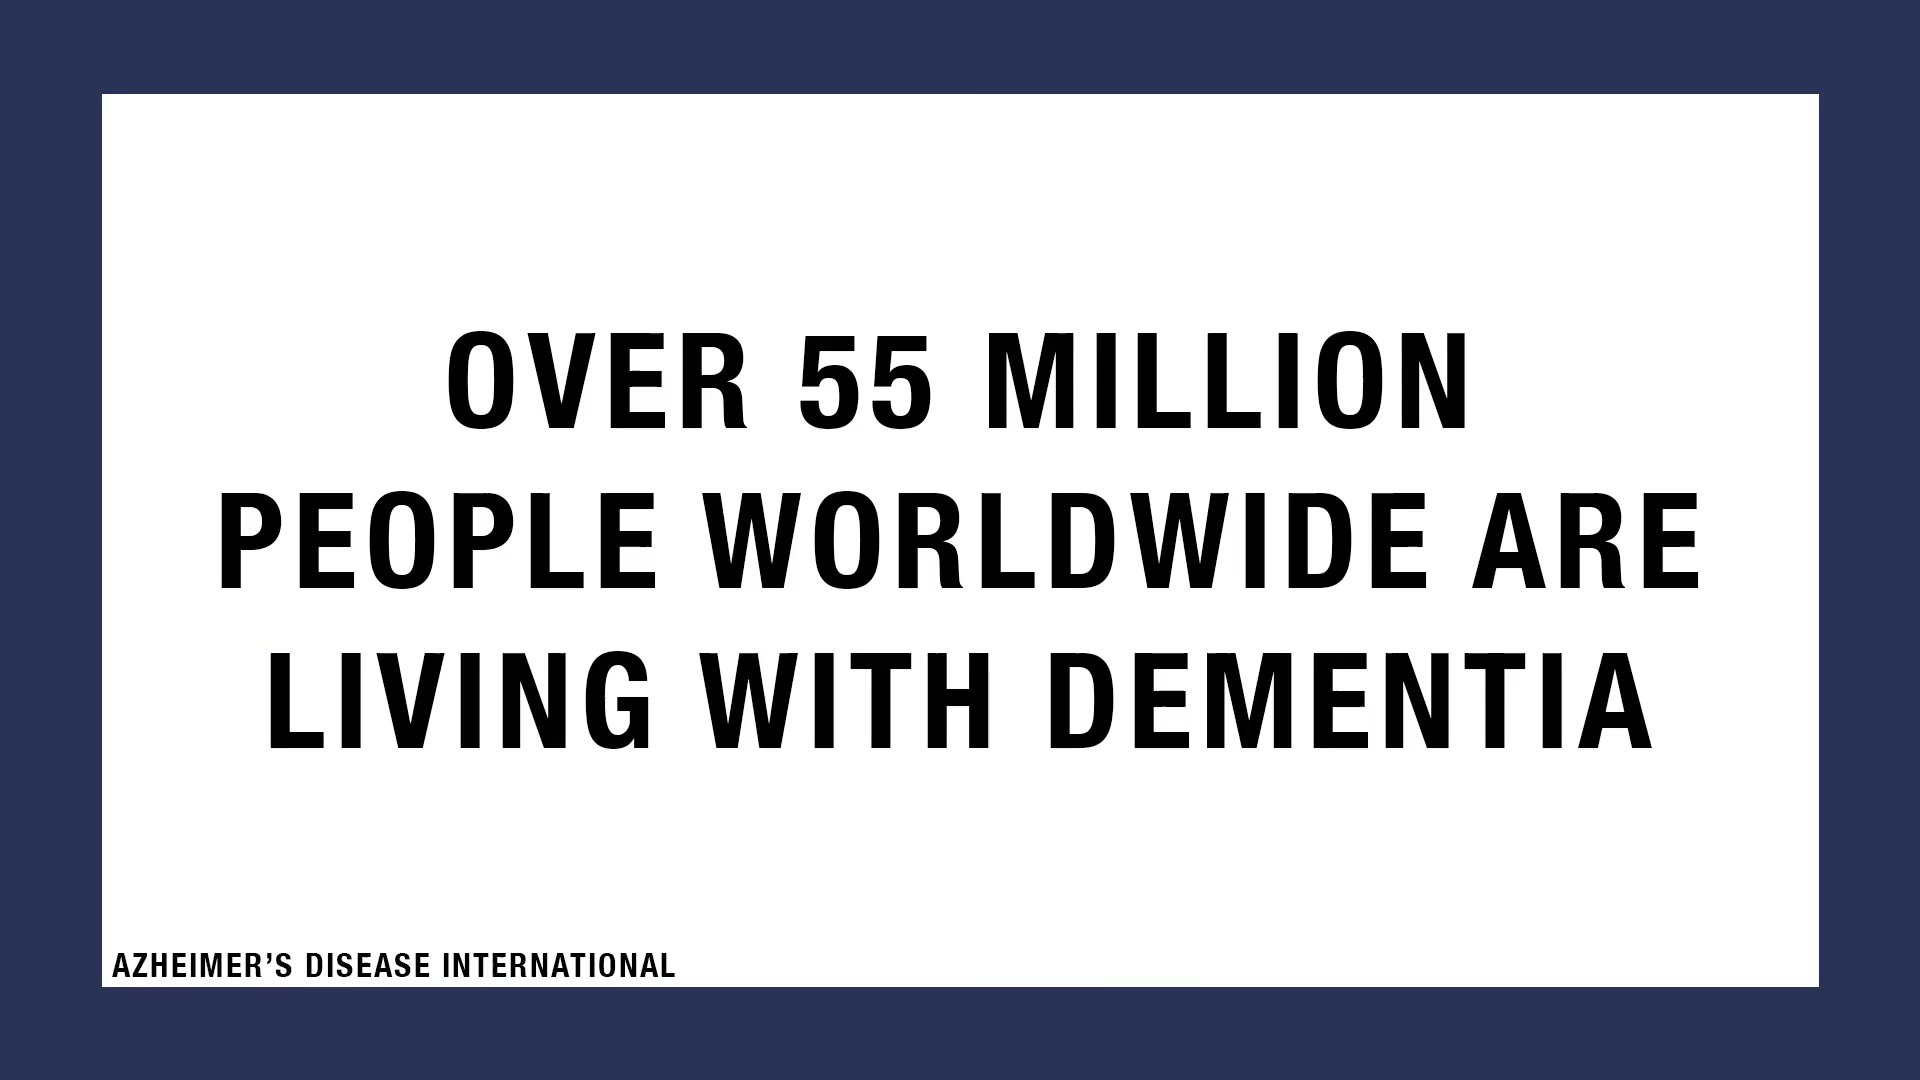 OVER 55 MILLION
PEOPLE WORLDWIDE ARE
LIVING WITH DEMENTIA
AZHEIMER’S DISEASE INTERNATIONAL